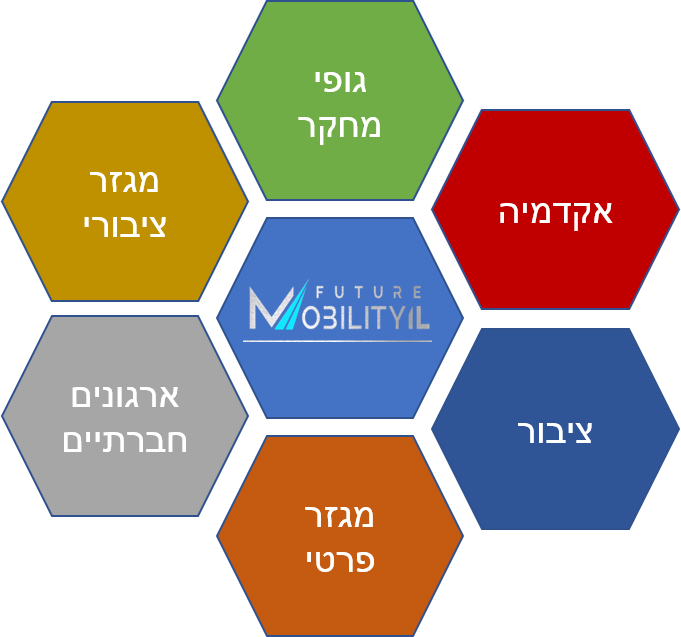 גופי
מחקר
אקדמיה
מגזר
ציבורי
FUTURE
MOBILITYIL
ארגונים
חברתיים
ציבור
מגזר
פרטי